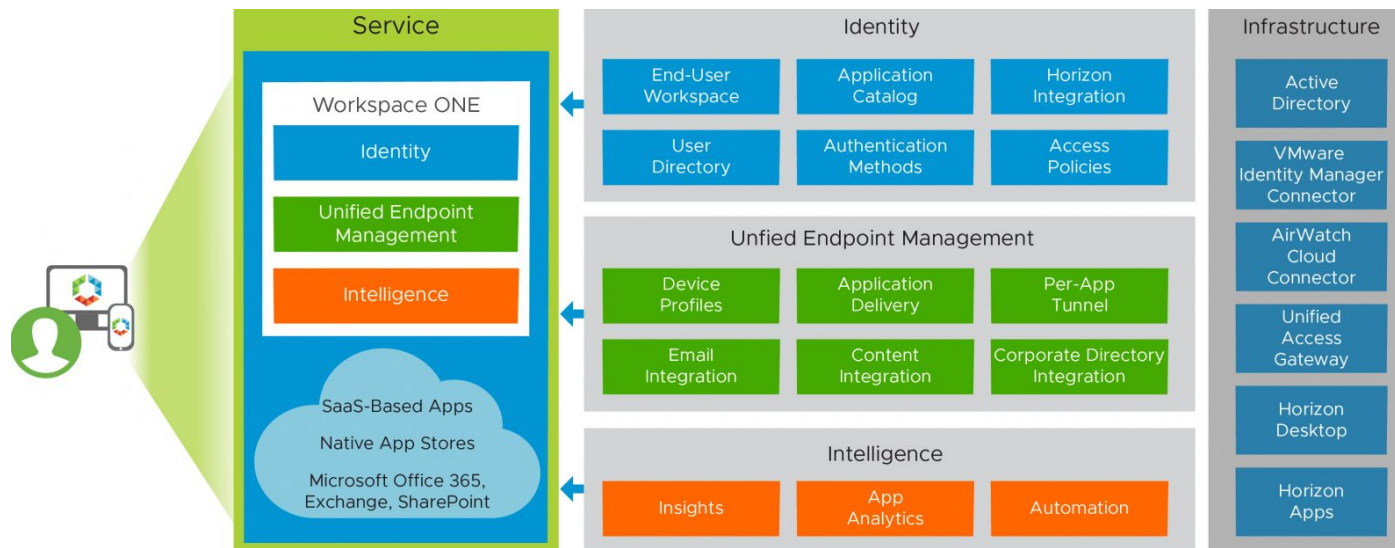 Service
Workspace ONE
Identity
Unified Endpoint
Management
Intelligence
SaaS-Based Apps
Native App Stores
Microsoft Office 365,
Exchange, SharePoint
Identity
End-User
Workspace
Application
Catalog
Horizon
Integration
User
Directory
Authentication
Methods
Access
Policies
Unfied Endpoint Management
Device
Profiles
Application
Delivery
Per-App
Tunnel
Email
Integration
Content
Integration
Corporate Directory
Integration
Intelligence
Insights
App
Analytics
Automation
Infrastructure
Active
Directory
VMware
Identity Manager
Connector
AirWatch
Cloud
Connector
Unified
Access
Gateway
Horizon
Desktop
Horizon
Apps